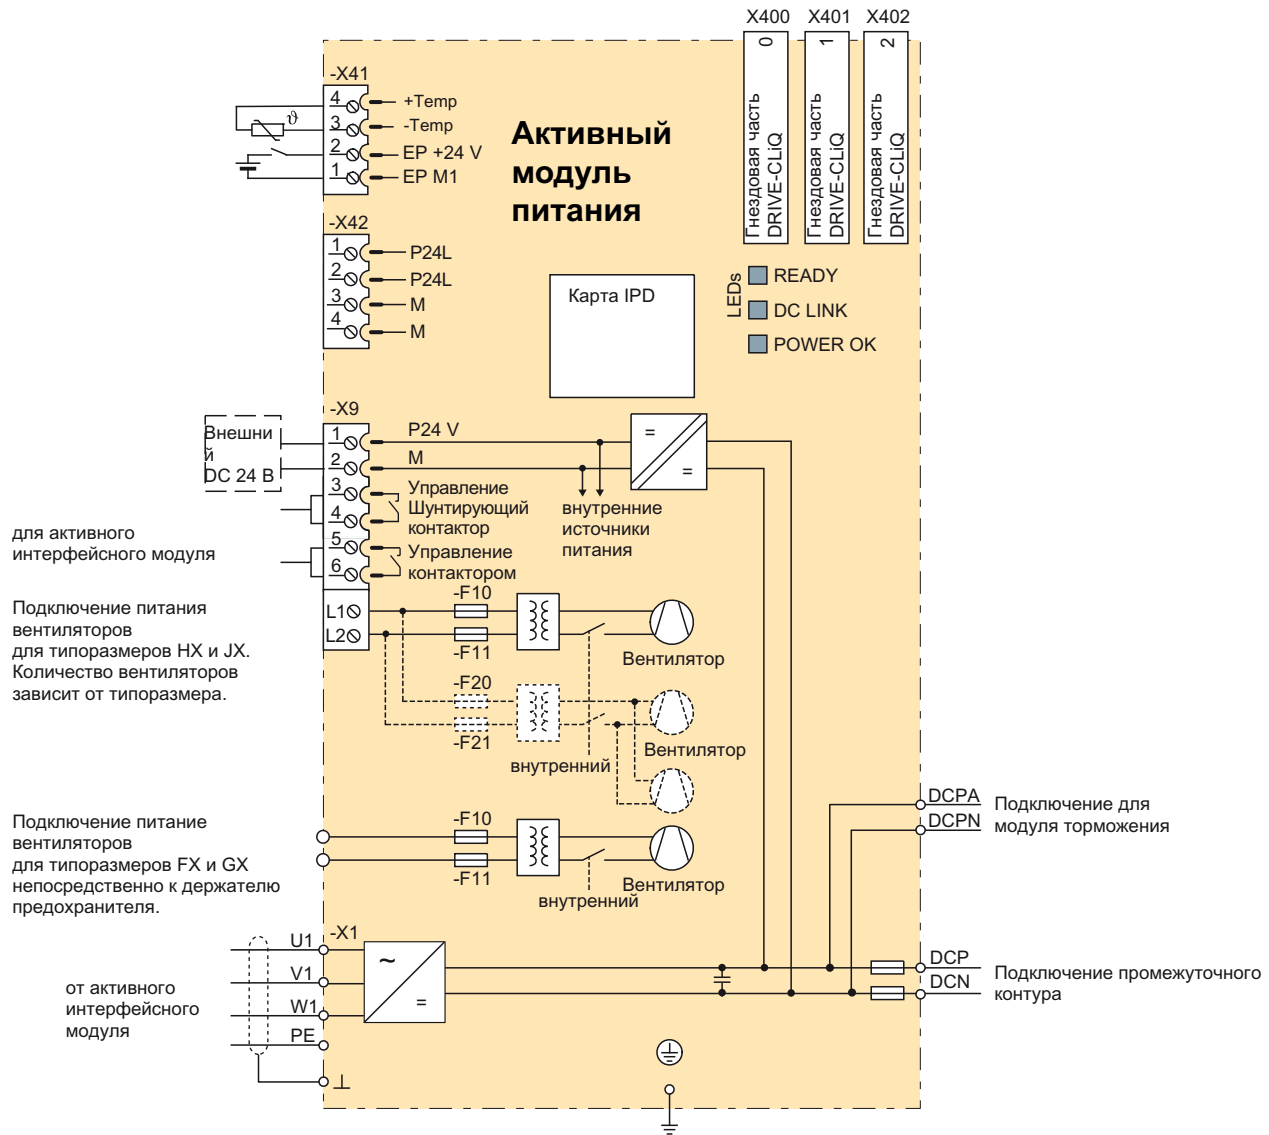 X400
X401
X402
0
1
2
Гнездовая часть
DRIVE-CLiQ
Гнездовая часть
DRIVE-CLiQ
Гнездовая часть
DRIVE-CLiQ
-X41
4
+Temp
ϑ
3
-Temp
2
EP +24 V
1
EP M1
Активный
модуль
питания
-X42
1
P24L
2
P24L
3
M
4
M
LEDs
READY
DC LINK
POWER OK
Карта IPD
-X9
Внешни
й
DC 24 В
1
P24 V
2
M
=
=
3
Управление
Шунтирующий
4
контактор
внутренние
источники
питания
5
Управление
6
контактором
для активного
интерфейсного модуля
Подключение питания
вентиляторов
для типоразмеров HX и JX.
Количество вентиляторов
зависит от типоразмера.
L1
L2
-F10
-F11
Вентилятор
-F20
-F21
Вентилятор
внутренний
Подключение питание
вентиляторов
для типоразмеров FX и GX
непосредственно к держателю
предохранителя.
-F10
-F11
Вентилятор
внутренний
DCPA
DCPN
Подключение для
модуля торможения
-X1
U1
V1
W1
PE
~
=
от активного
интерфейсного
модуля
DCP
DCN
Подключение промежуточного
контура